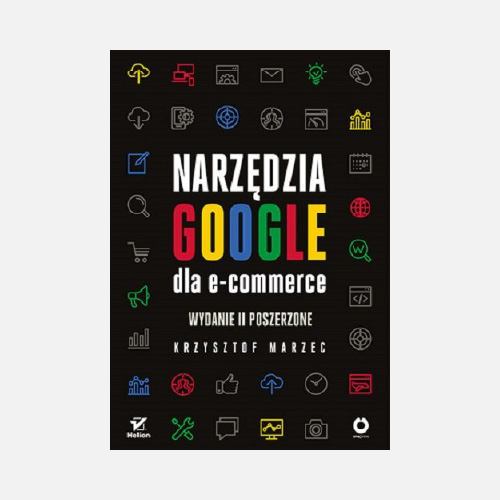 NARZĘDZIA
GOOGLE
dla e-commerce
WYDANIE II POSZERZONE
KRZYSZTOF MARZEC
Helion